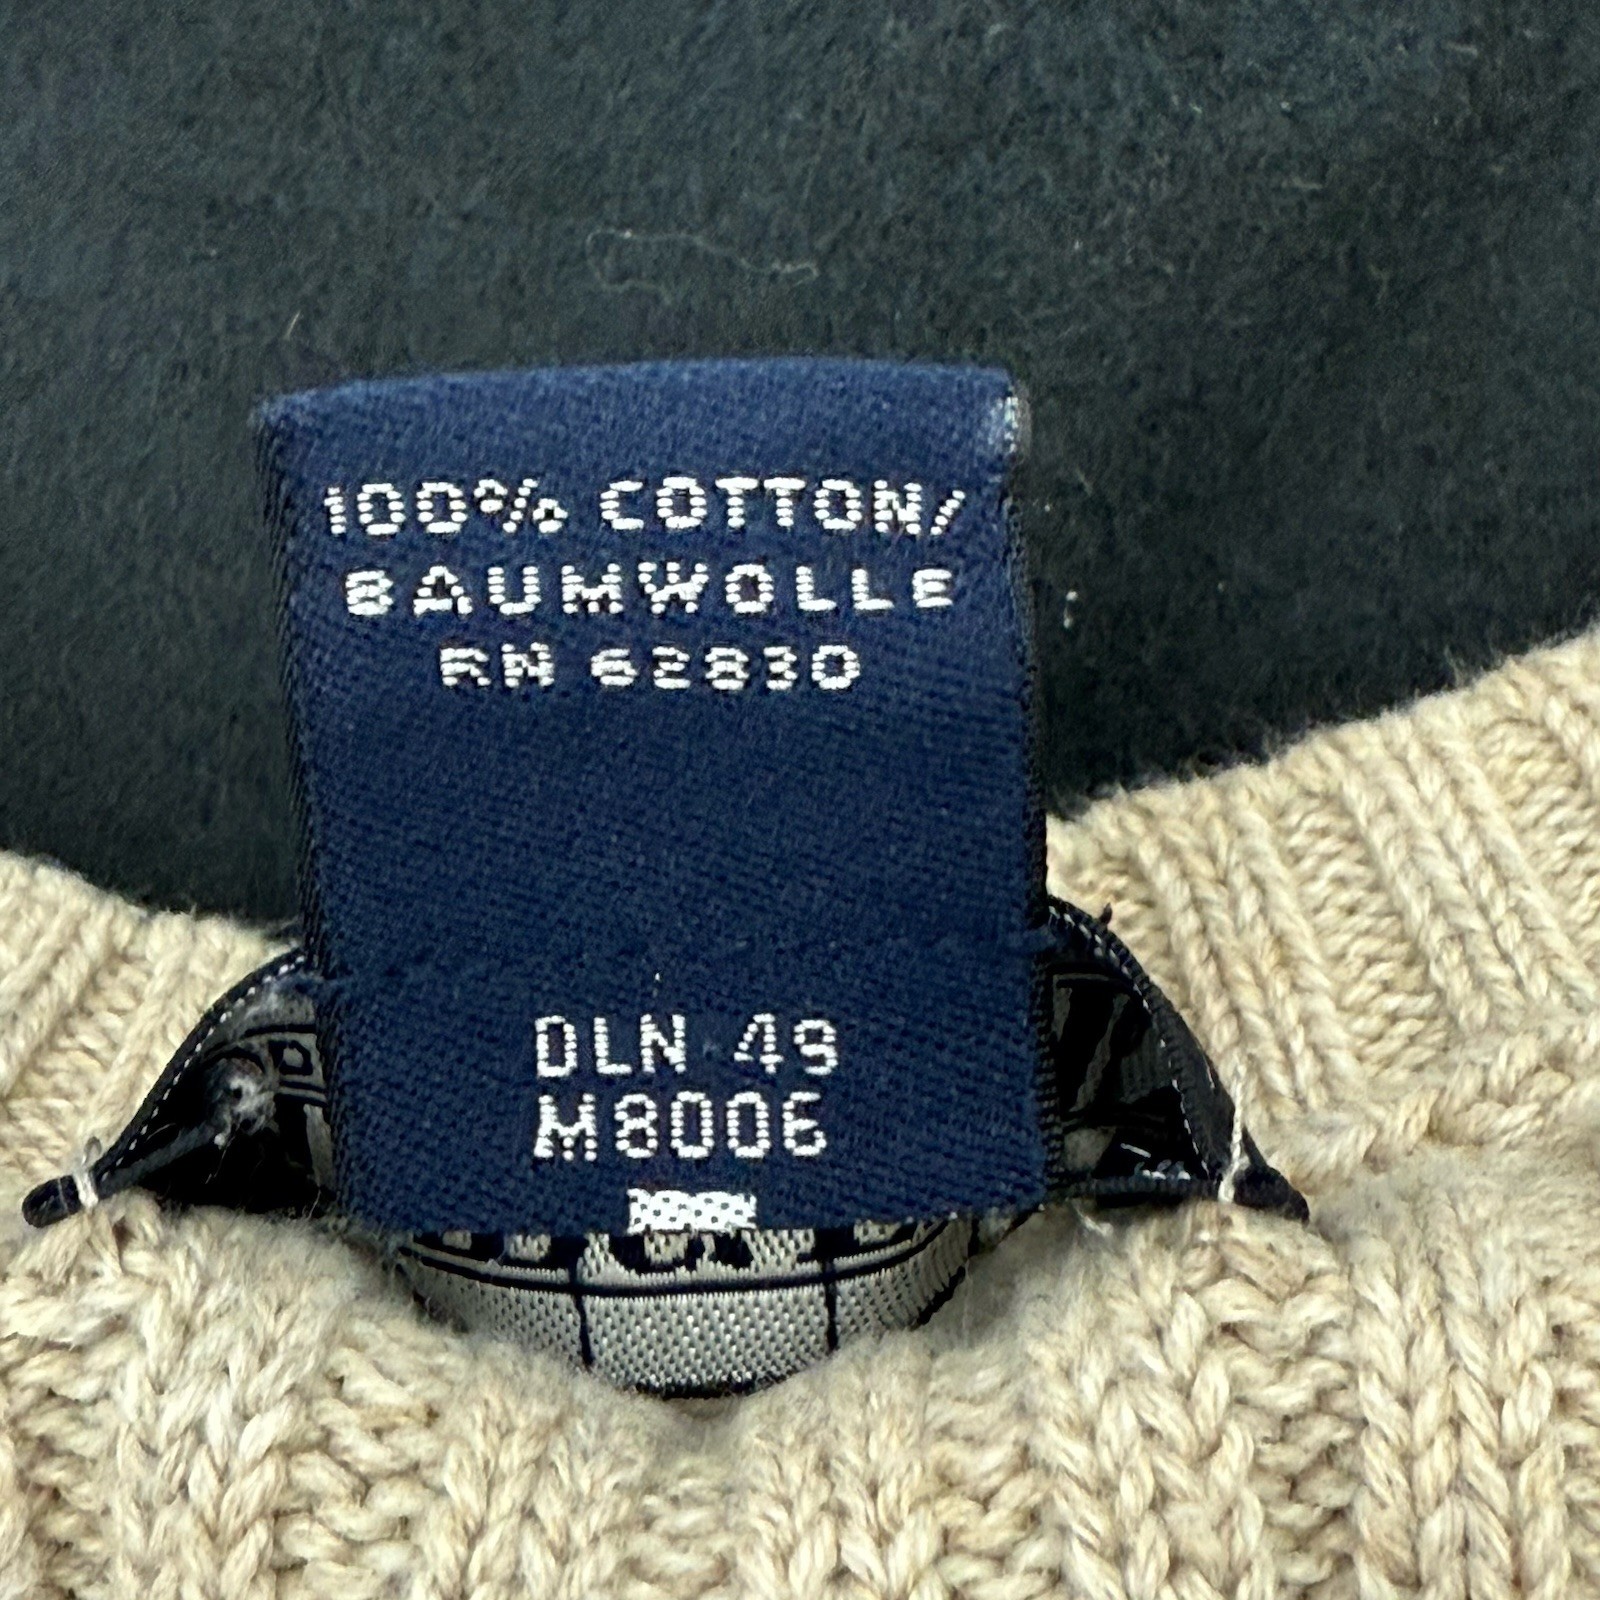 100% COTTON/
BAUMWOLLE
RN 62830
DLN 49
M8006